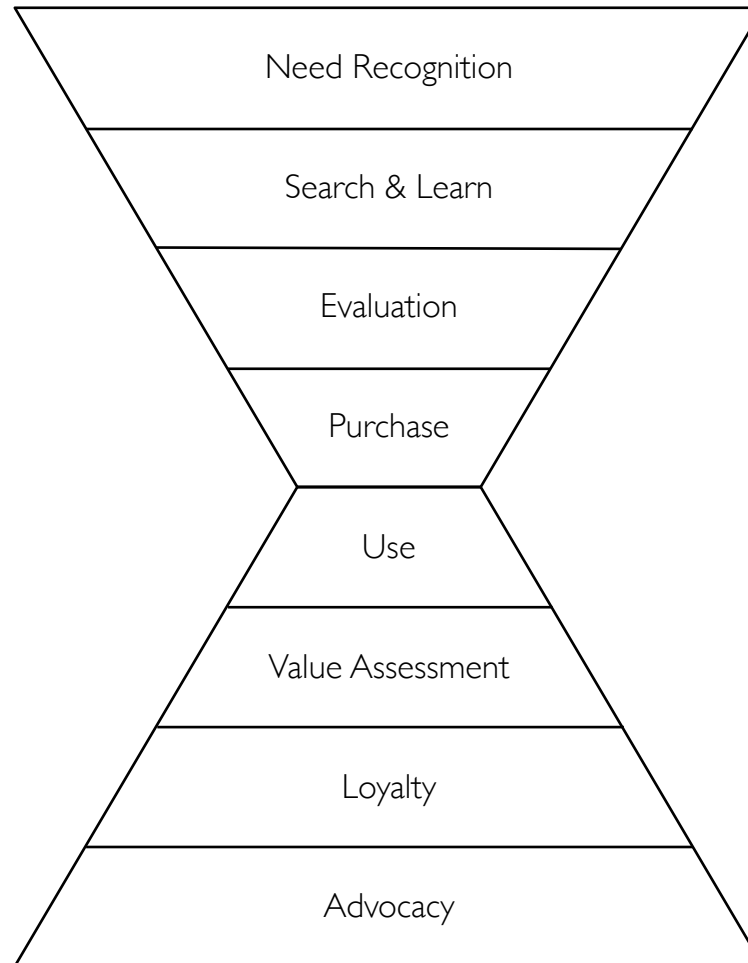 Need Recognition
Search & Learn
Evaluation
Purchase
Use
Value Assessment
Loyalty
Advocacy